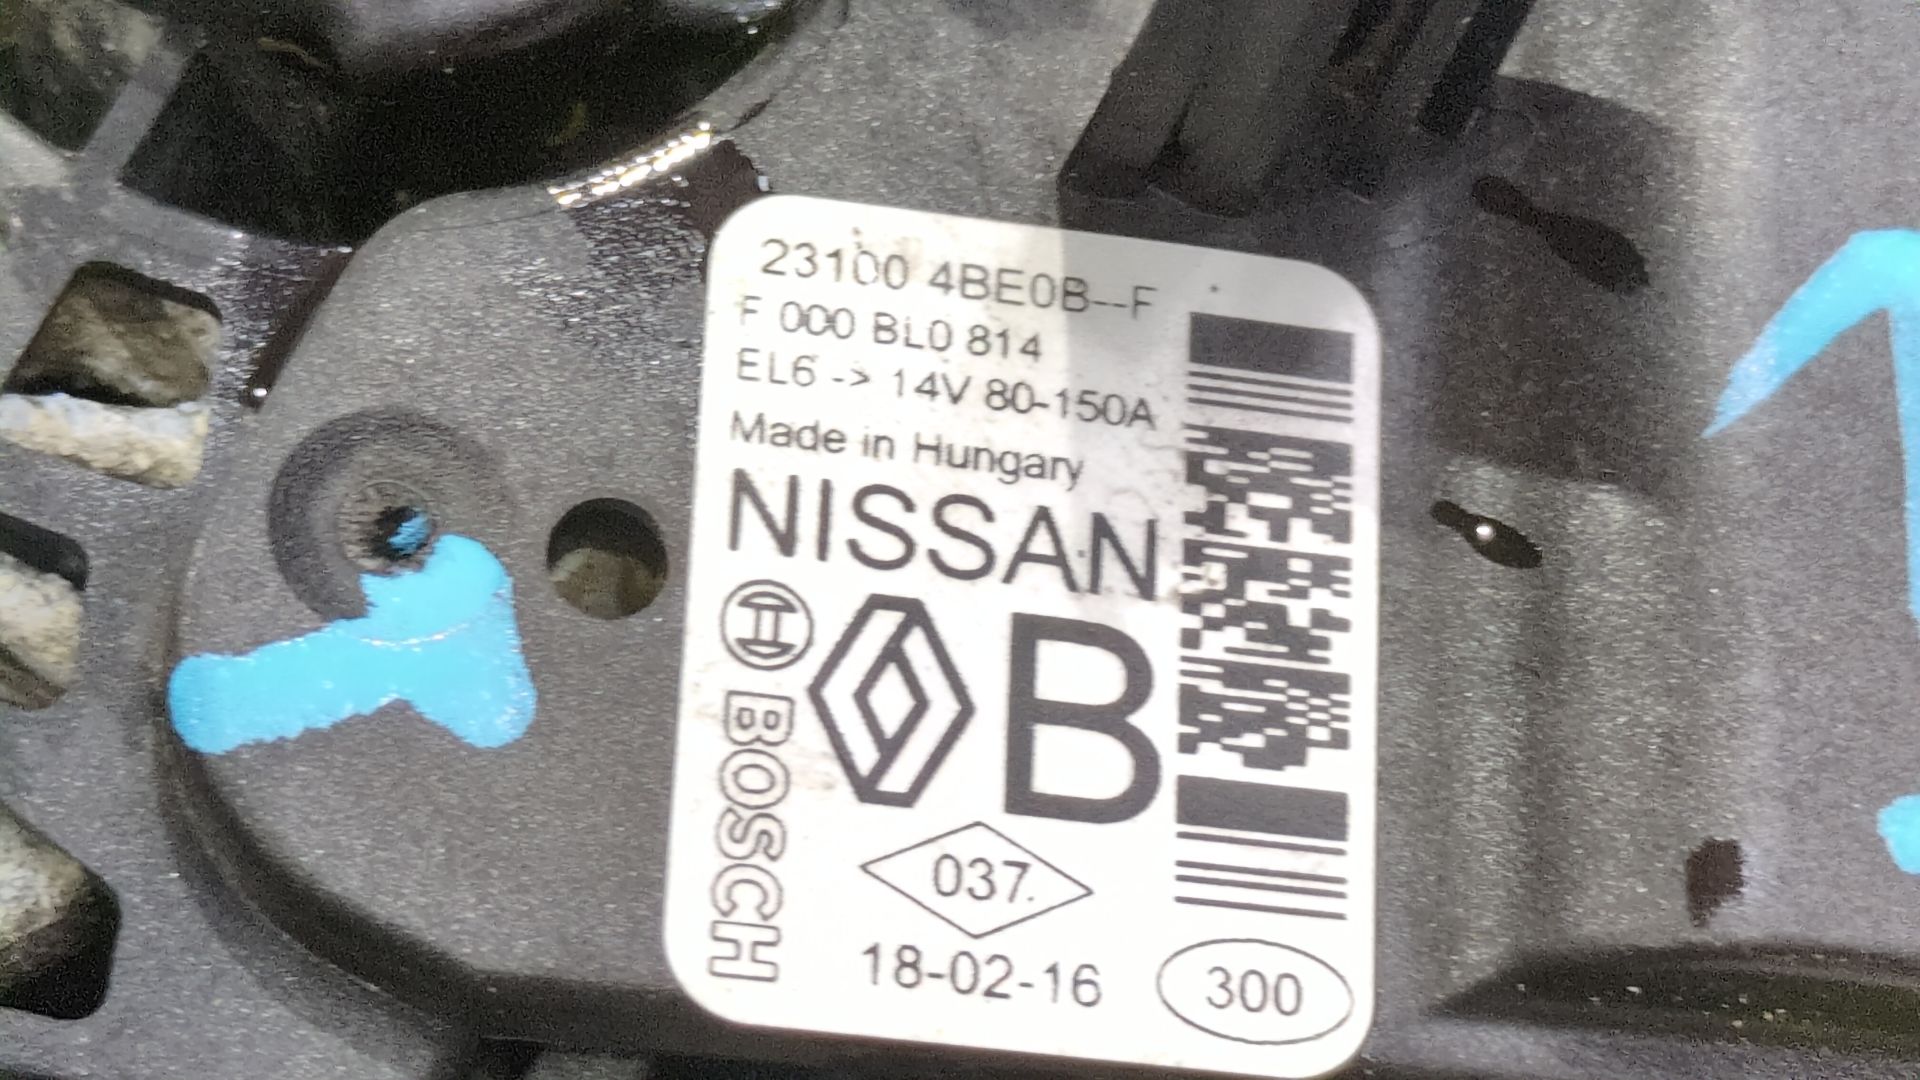 23100 4BE0B--F
F 000 BL0 814
EL6 -> 14V 80-150A
Made in Hungary
NISSAN
BOSCH
B
037.
18-02-16
300